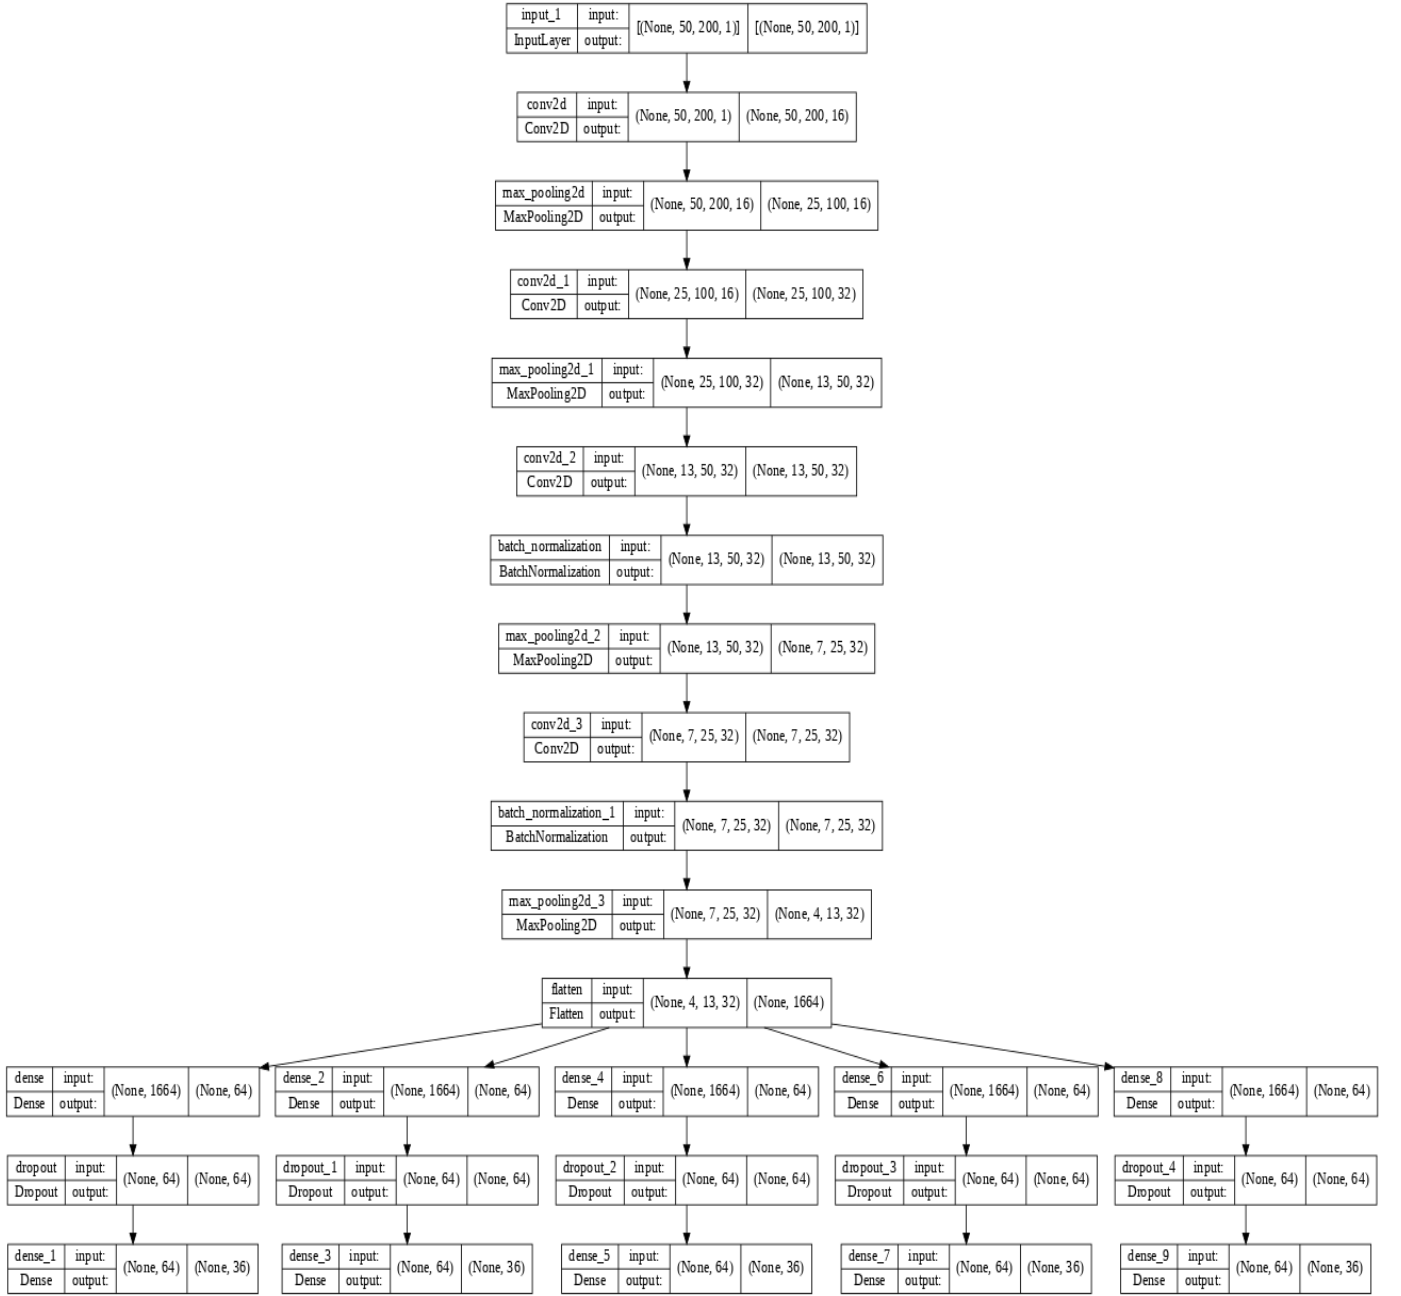 input_1 input: [(None, 50, 200, 1)] [(None, 50, 200, 1)]
InputLayer output:
conv2d input: (None, 50, 200, 1) (None, 50, 200, 16)
Conv2D output:
max_pooling2d input: (None, 50, 200, 16) (None, 25, 100, 16)
MaxPooling2D output:
conv2d_1 input: (None, 25, 100, 16) (None, 25, 100, 32)
Conv2D output:
max_pooling2d_1 input: (None, 25, 100, 32) (None, 13, 50, 32)
MaxPooling2D output:
conv2d_2 input: (None, 13, 50, 32) (None, 13, 50, 32)
Conv2D output:
batch_normalization input: (None, 13, 50, 32) (None, 13, 50, 32)
BatchNormalization output:
max_pooling2d_2 input: (None, 13, 50, 32) (None, 7, 25, 32)
MaxPooling2D output:
conv2d_3 input: (None, 7, 25, 32) (None, 7, 25, 32)
Conv2D output:
batch_normalization_1 input: (None, 7, 25, 32) (None, 7, 25, 32)
BatchNormalization output:
max_pooling2d_3 input: (None, 7, 25, 32) (None, 4, 13, 32)
MaxPooling2D output:
flatten input: (None, 4, 13, 32) (None, 1664)
Flatten output:
dense input: (None, 1664) (None, 64)
Dense output:
dense_2 input: (None, 1664) (None, 64)
Dense output:
dense_4 input: (None, 1664) (None, 64)
Dense output:
dense_6 input: (None, 1664) (None, 64)
Dense output:
dense_8 input: (None, 1664) (None, 64)
Dense output:
dropout input: (None, 64) (None, 64)
Dropout output:
dropout_1 input: (None, 64) (None, 64)
Dropout output:
dropout_2 input: (None, 64) (None, 64)
Dropout output:
dropout_3 input: (None, 64) (None, 64)
Dropout output:
dropout_4 input: (None, 64) (None, 64)
Dropout output:
dense_1 input: (None, 64) (None, 36)
Dense output:
dense_3 input: (None, 64) (None, 36)
Dense output:
dense_5 input: (None, 64) (None, 36)
Dense output:
dense_7 input: (None, 64) (None, 36)
Dense output:
dense_9 input: (None, 64) (None, 36)
Dense output: